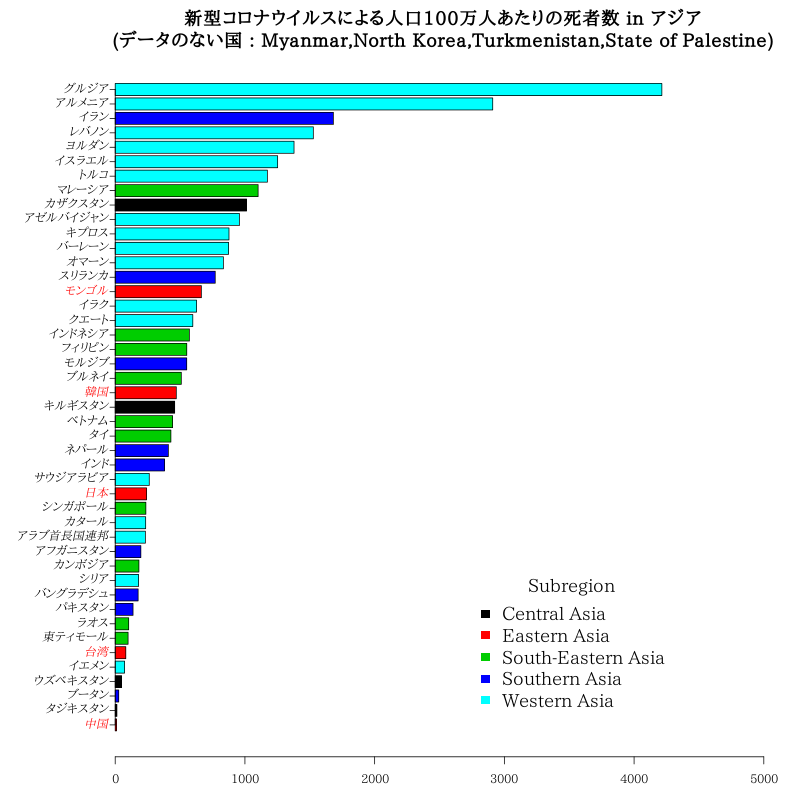 新型コロナウイルスによる人口100万人あたりの死者数 in アジア
(データのない国 : Myanmar,North Korea,Turkmenistan,State of Palestine)
グルジア
アルメニア
イラン
レバノン
ヨルダン
イスラエル
トルコ
マレーシア
カザクスタン
アゼルバイジャン
キプロス
バーレーン
オマーン
スリランカ
モンゴル
イラク
クエート
インドネシア
フィリピン
モルジブ
ブルネイ
韓国
キルギスタン
ベトナム
タイ
ネパール
インド
サウジアラビア
日本
シンガポール
カタール
アラブ首長国連邦
アフガニスタン
カンボジア
シリア
バングラデシュ
パキスタン
ラオス
東ティモール
台湾
イエメン
ウズベキスタン
ブータン
タジキスタン
中国
Subregion
Central Asia
Eastern Asia
South-Eastern Asia
Southern Asia
Western Asia
0 1000 2000 3000 4000 5000